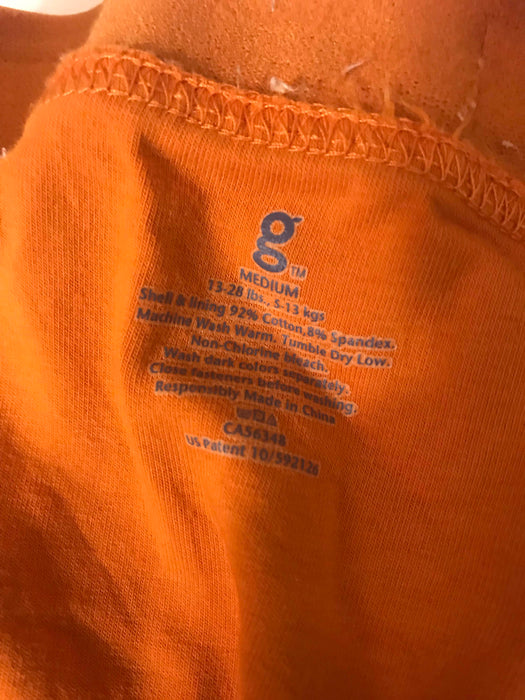 g™
MEDIUM
13-28 lbs. 5-13 kgs
Shell & lining 92% Cotton, 8% Spandex.
Machine Wash Warm. Tumble Dry Low.
Non-Chlorine bleach.
Wash dark colors separately.
Close fasteners before washing.
Responsibly Made in China
CA56348
US Patent 10/592126